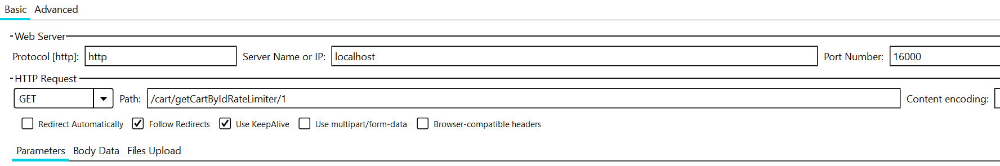 Basic Advanced
Web Server
Protocol [http]: http Server Name or IP: localhost Port Number: 16000
HTTP Request
GET Path: /cart/getCartByIdRateLimiter/1 Content encoding:
Redirect Automatically Follow Redirects Use KeepAlive Use multipart/form-data Browser-compatible headers
Parameters Body Data Files Upload